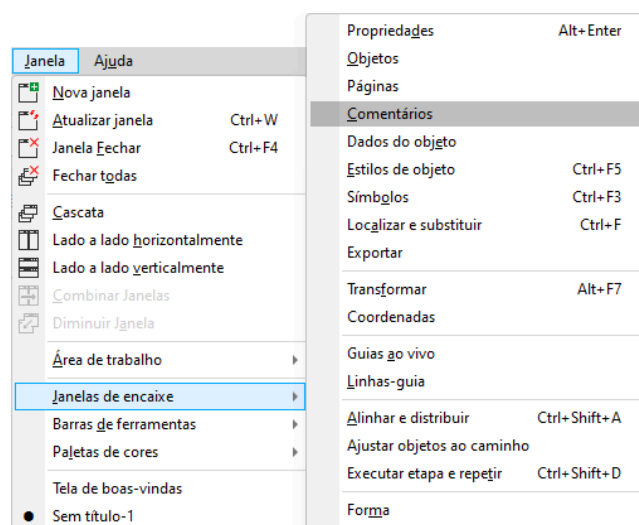 Janela Ajuda
Nova janela
Atualizar janela Ctrl+W
Janela Fechar Ctrl+F4
Fechar todas
Cascata
Lado a lado horizontalmente
Lado a lado verticalmente
Combinar Janelas
Diminuir Janela
Área de trabalho
Janelas de encaixe
Barras de ferramentas
Paletas de cores
Tela de boas-vindas
Sem título-1
Propriedades Alt+Enter
Objetos
Páginas
Comentários
Dados do objeto
Estilos de objeto Ctrl+F5
Símbolos Ctrl+F3
Localizar e substituir Ctrl+F
Exportar
Transformar Alt+F7
Coordenadas
Guias ao vivo
Linhas-guia
Alinhar e distribuir Ctrl+Shift+A
Ajustar objetos ao caminho
Executar etapa e repetir Ctrl+Shift+D
Forma